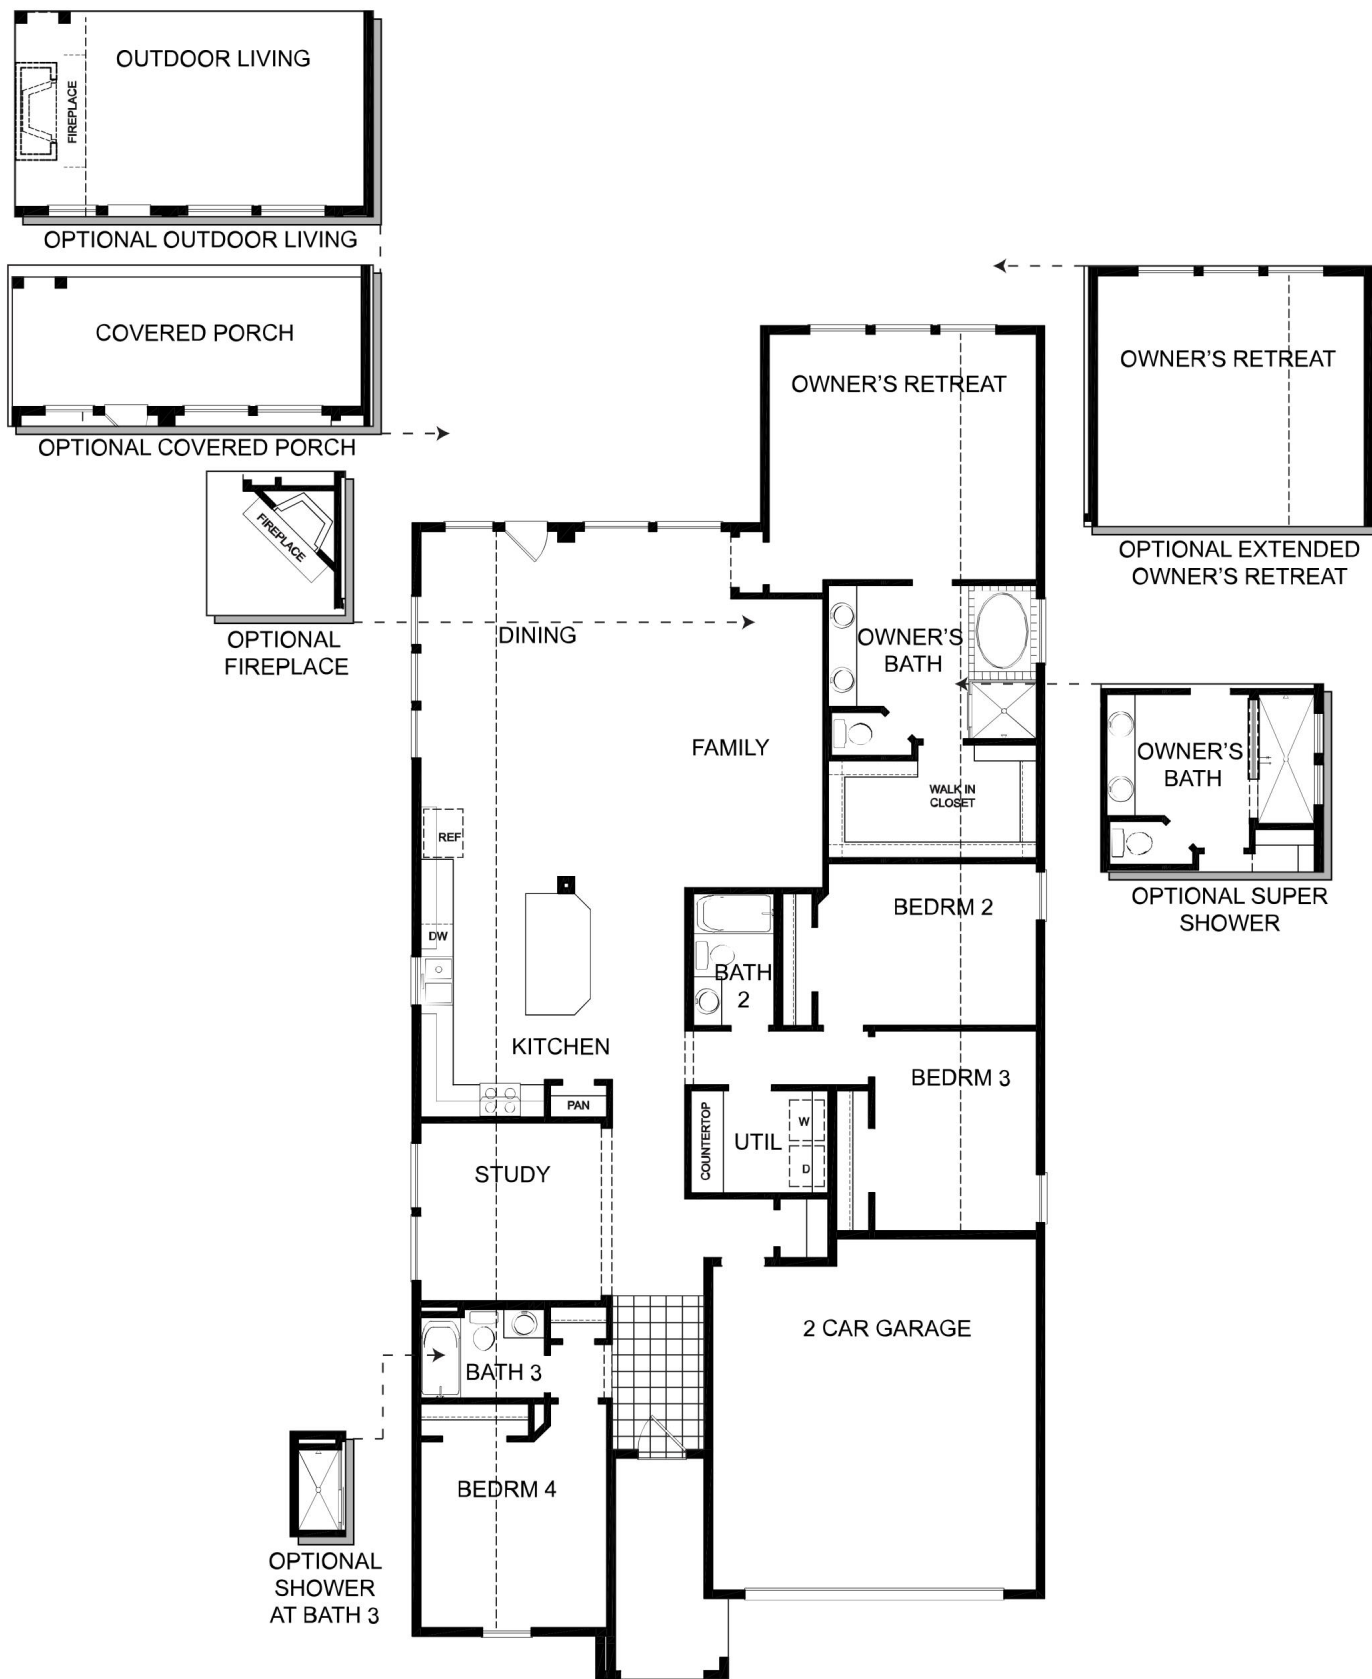 OUTDOOR LIVING
FIREPLACE
OPTIONAL OUTDOOR LIVING
COVERED PORCH
OPTIONAL COVERED PORCH
FIREPLACE
OPTIONAL
FIREPLACE
OWNER'S RETREAT
OWNER'S RETREAT
OPTIONAL EXTENDED
OWNER'S RETREAT
DINING
OWNER'S
BATH
FAMILY
WALK IN
CLOSET
OWNER'S
BATH
OPTIONAL SUPER
SHOWER
REF
DW
BEDRM 2
BATH
2
KITCHEN
PAN
BEDRM 3
COUNTERTOP
UTIL
W
D
STUDY
2 CAR GARAGE
BATH 3
BEDRM 4
OPTIONAL
SHOWER
AT BATH 3